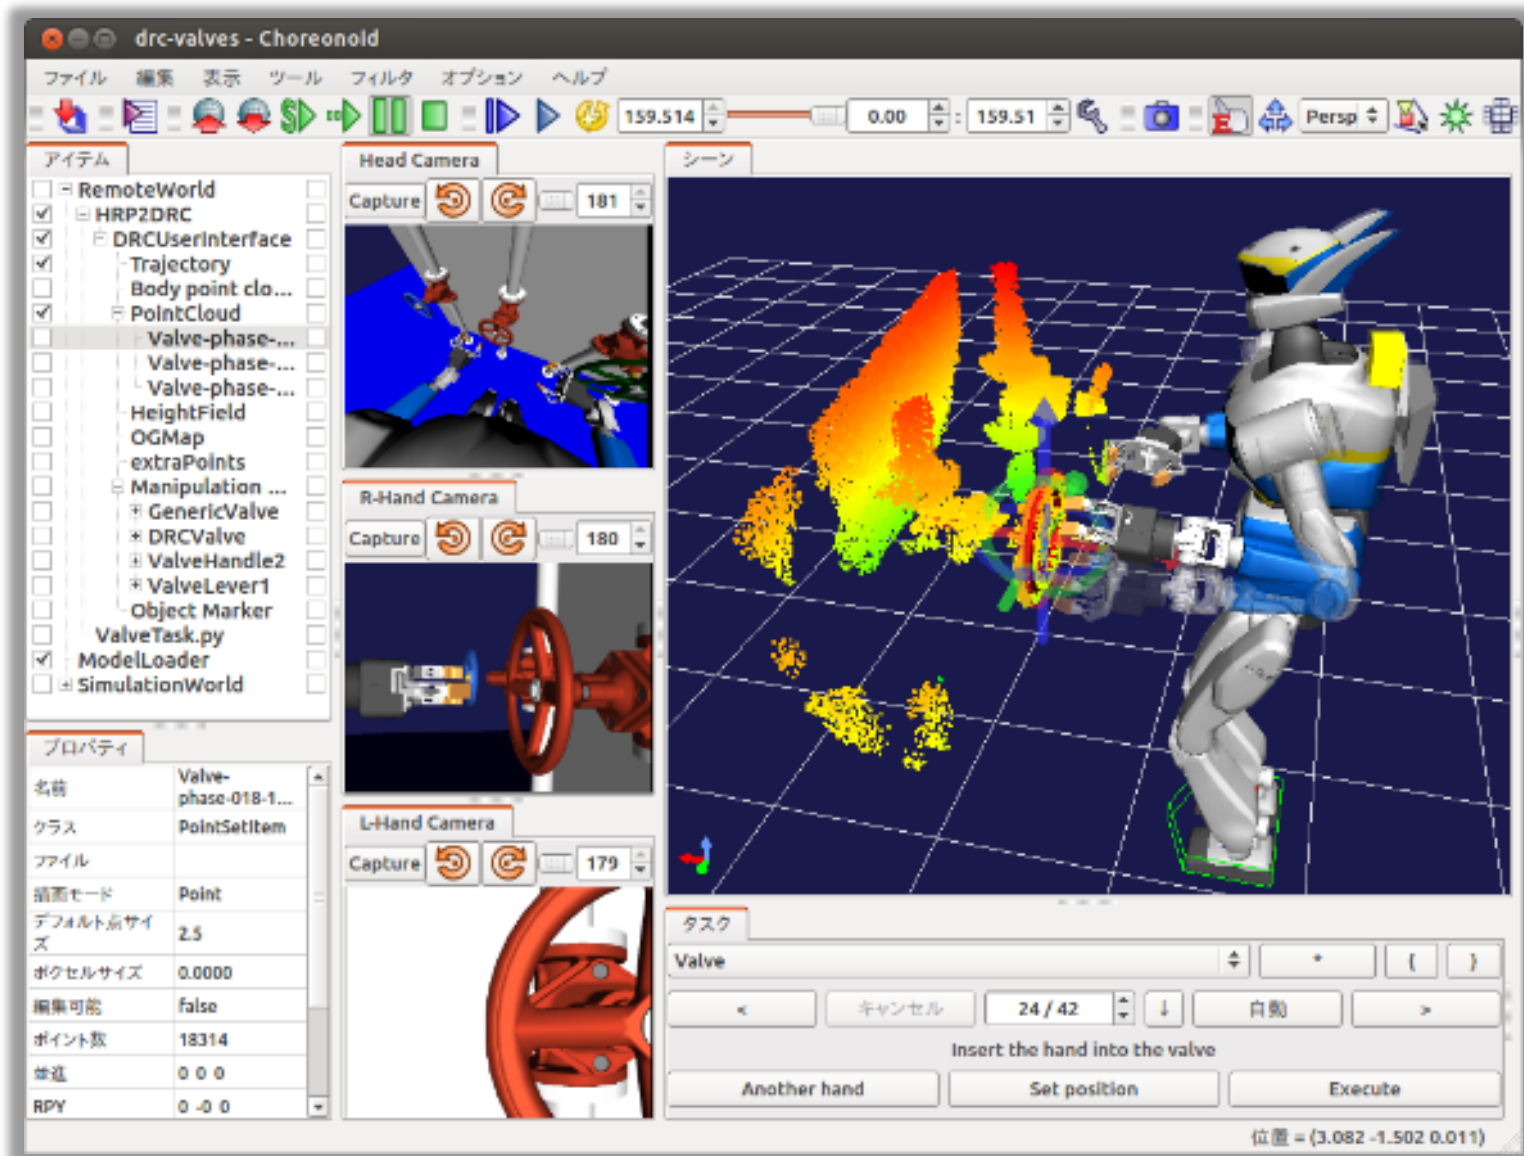 drc-valves - Choreonoid
ファイル 編集 表示 ツール フィルタ オプション ヘルプ
159.514 0.00 : 159.51 Persp
アイテム
RemoteWorld
HRP2DRC
DRCUserInterface
Trajectory
Body point clo...
PointCloud
Valve-phase-...
Valve-phase-...
Valve-phase-...
HeightField
OGMap
extraPoints
Manipulation ...
GenericValve
DRCValve
ValveHandle2
ValveLever1
Object Marker
ValveTask.py
ModelLoader
SimulationWorld
プロパティ
名前 Valve-
phase-018-1...
クラス PointSetItem
ファイル
描画モード Point
デフォルト点サイ
ズ 2.5
ボクセルサイズ 0.0000
編集可能 false
ポイント数 18314
並進 0 0 0
RPY 0 -0 0
Head Camera
Capture 181
R-Hand Camera
Capture 180
L-Hand Camera
Capture 179
シーン
タスク
Valve * { }
< キャンセル 24 / 42 ↓ 自動 >
Insert the hand into the valve
Another hand Set position Execute
位置 = (3.082 -1.502 0.011)